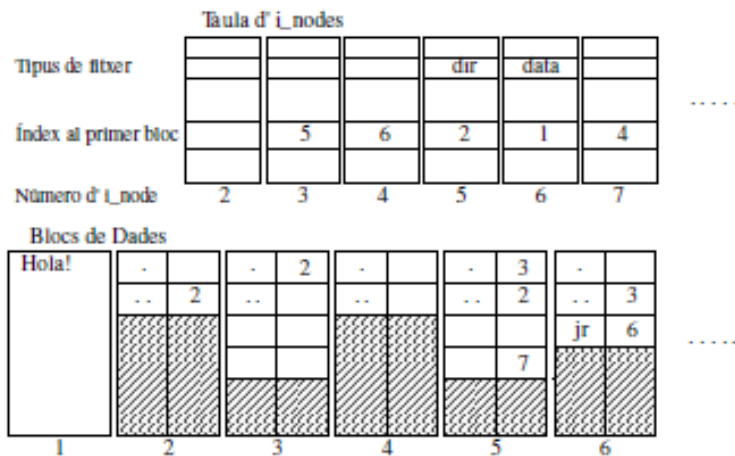 Taula d' i_nodes
Tipus de fitxer dir data
Índex al primer bloc 5 6 2 1 4 .....
Número d' i_node 2 3 4 5 6 7
Blocs de Dades
Hola! . . 2 . . 3 .
.. 2 .. .. .. 2 .. 3
jr 6 .....
7
1 2 3 4 5 6